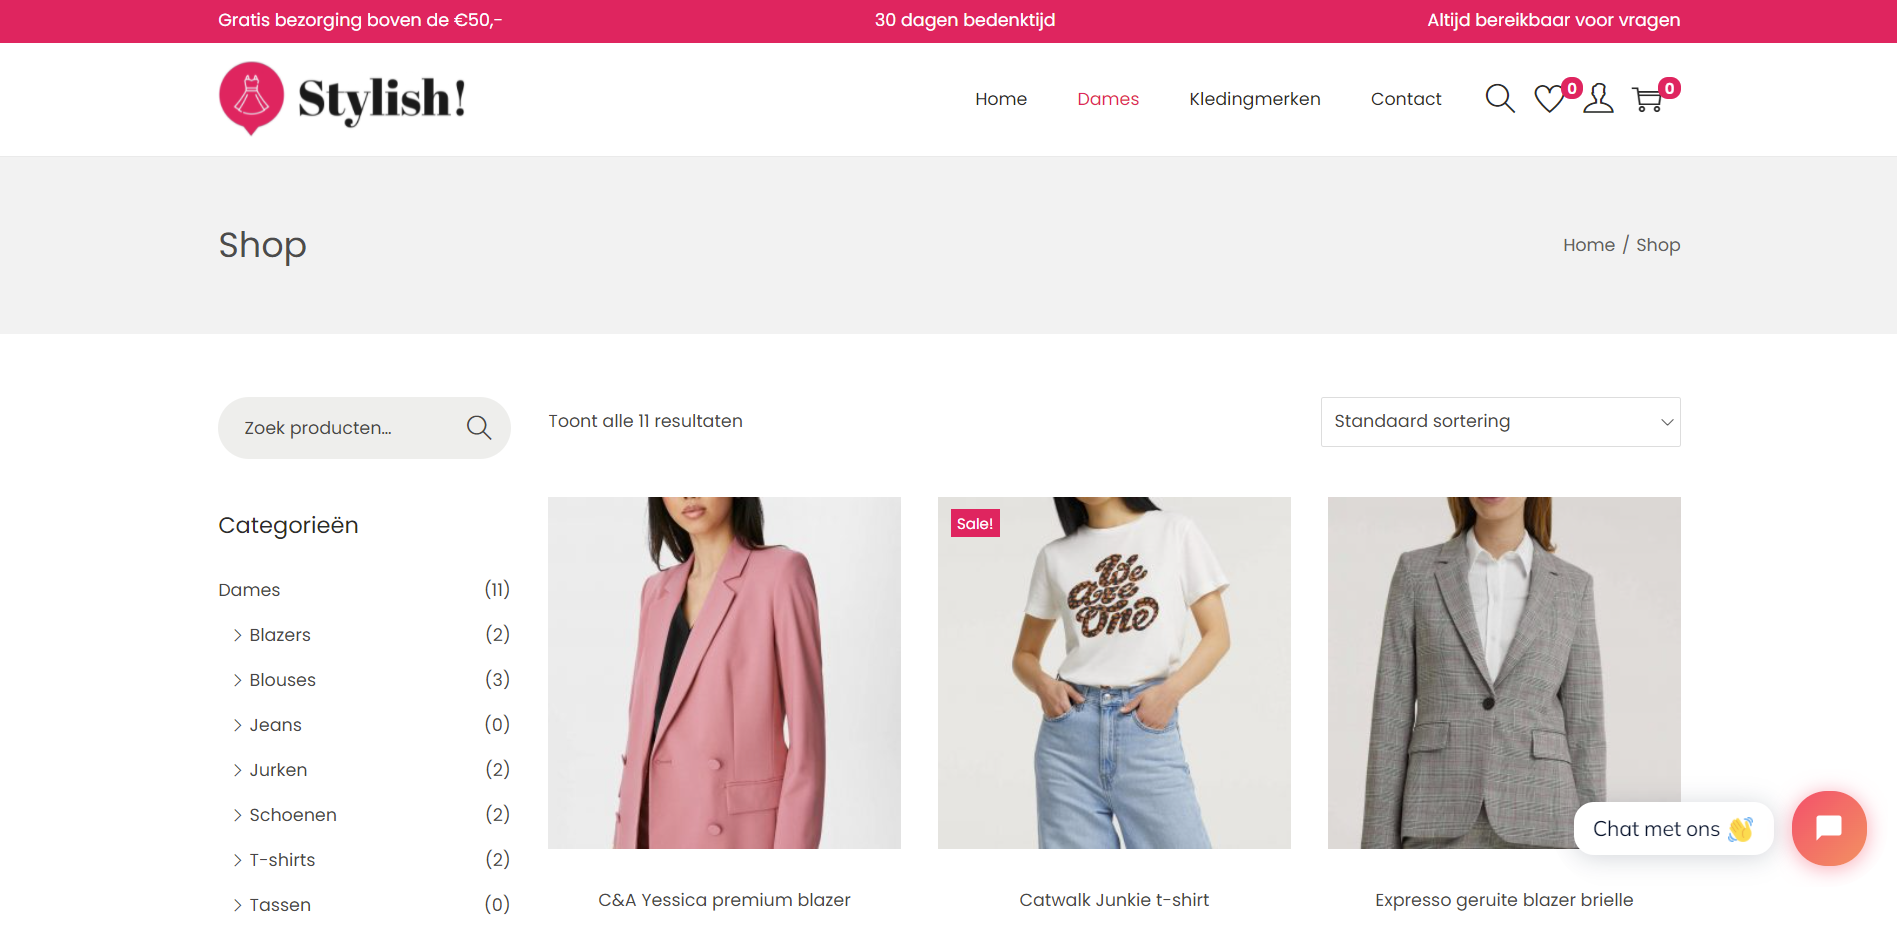 Gratis bezorging boven de €50,-
30 dagen bedenktijd
Altijd bereikbaar voor vragen
Stylish!
Home
Dames
Kledingmerken
Contact
0
0
Shop
Home / Shop
Zoek producten...
Toont alle 11 resultaten
Standaard sortering
Categorieën
Dames (11)
Blazers (2)
Blouses (3)
Jeans (0)
Jurken (2)
Schoenen (2)
T-shirts (2)
Tassen (0)
Sale!
We
are
One
Chat met ons 👋
C&A Yessica premium blazer
Catwalk Junkie t-shirt
Expresso geruite blazer brielle